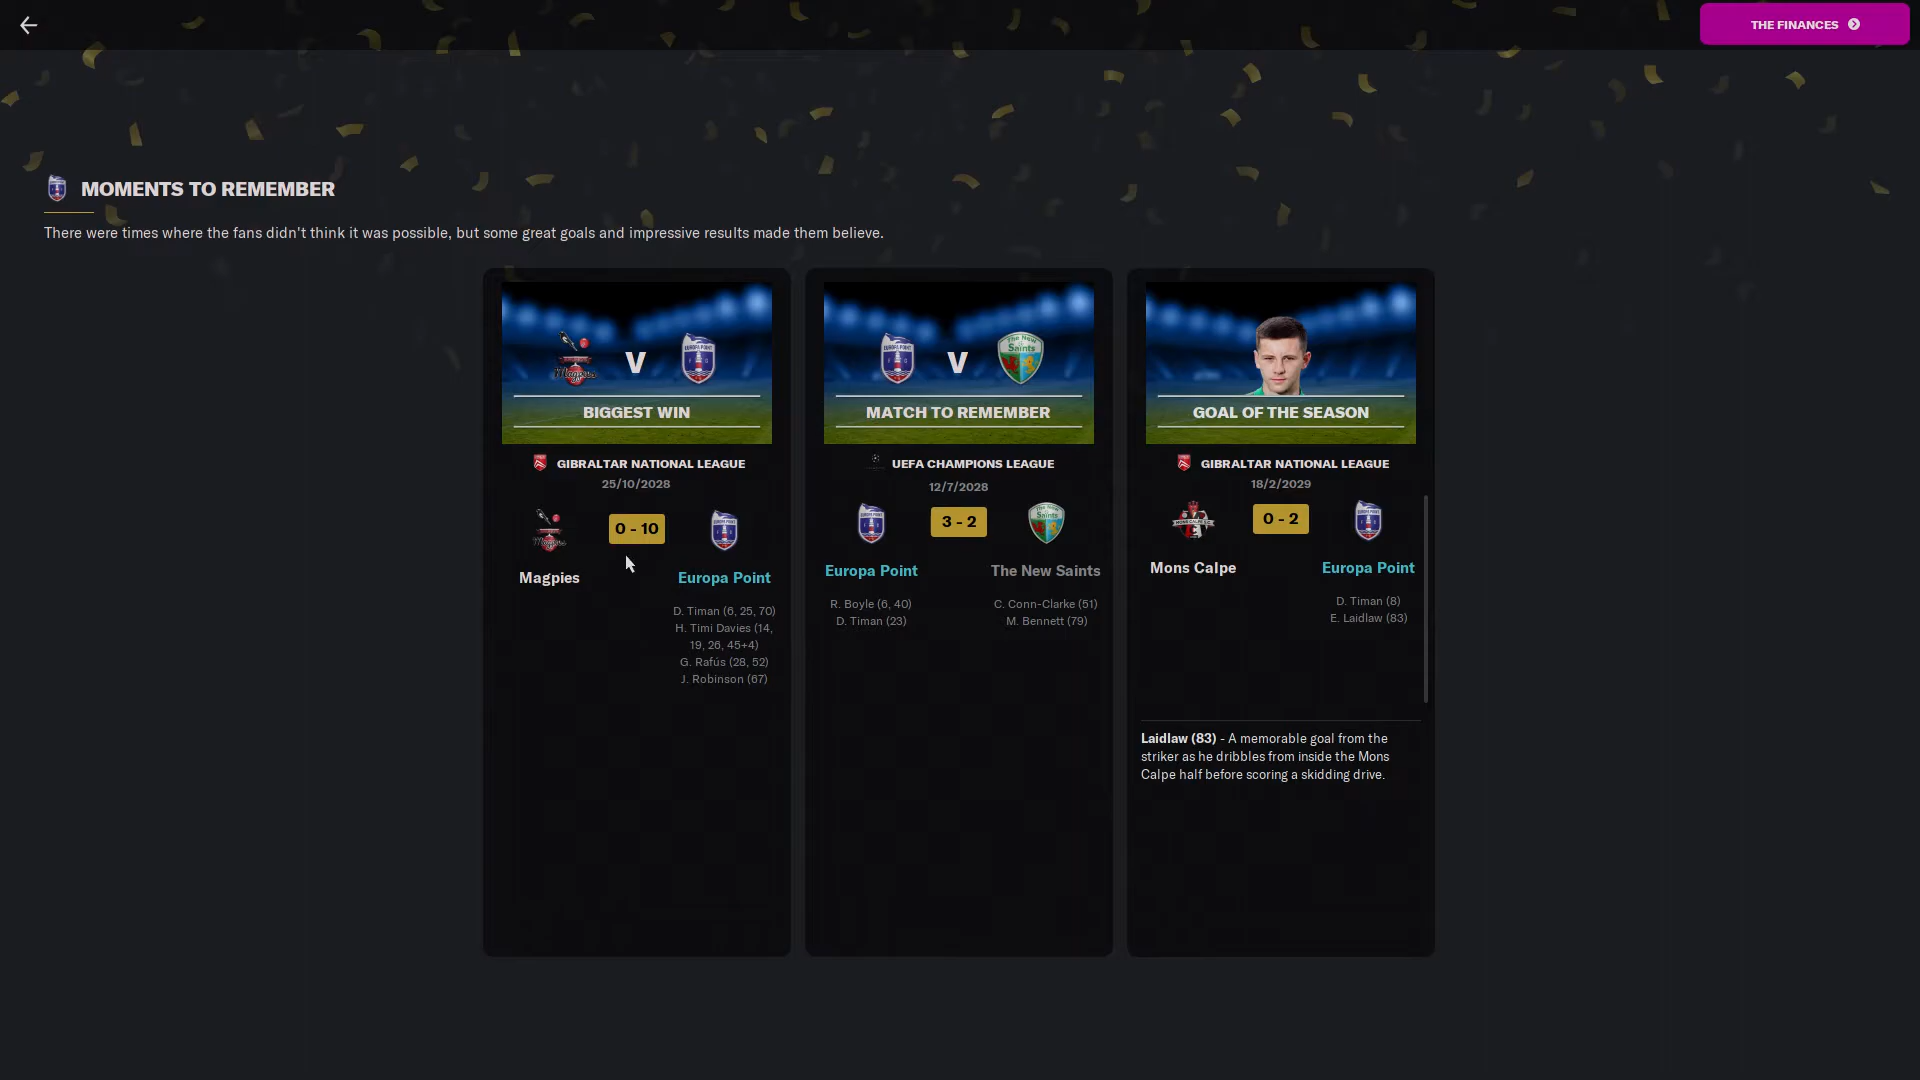 THE FINANCES
MOMENTS TO REMEMBER
There were times where the fans didn't think it was possible, but some great goals and impressive results made them believe.
V
BIGGEST WIN
GIBRALTAR NATIONAL LEAGUE
25/10/2028
0 - 10
Magpies
Europa Point
D. Timan (6, 25, 70)
H. Timi Davies (14,
19, 26, 45+4)
G. Rafús (28, 52)
J. Robinson (67)
EUROPA POINT
V
The New
Saints
MATCH TO REMEMBER
UEFA CHAMPIONS LEAGUE
12/7/2028
3 - 2
Europa Point
The New Saints
R. Boyle (6, 40)
D. Timan (23)
C. Conn-Clarke (51)
M. Bennett (79)
GOAL OF THE SEASON
GIBRALTAR NATIONAL LEAGUE
18/2/2029
0 - 2
Mons Calpe
Europa Point
D. Timan (8)
E. Laidlaw (83)
Laidlaw (83) - A memorable goal from the
striker as he dribbles from inside the Mons
Calpe half before scoring a skidding drive.